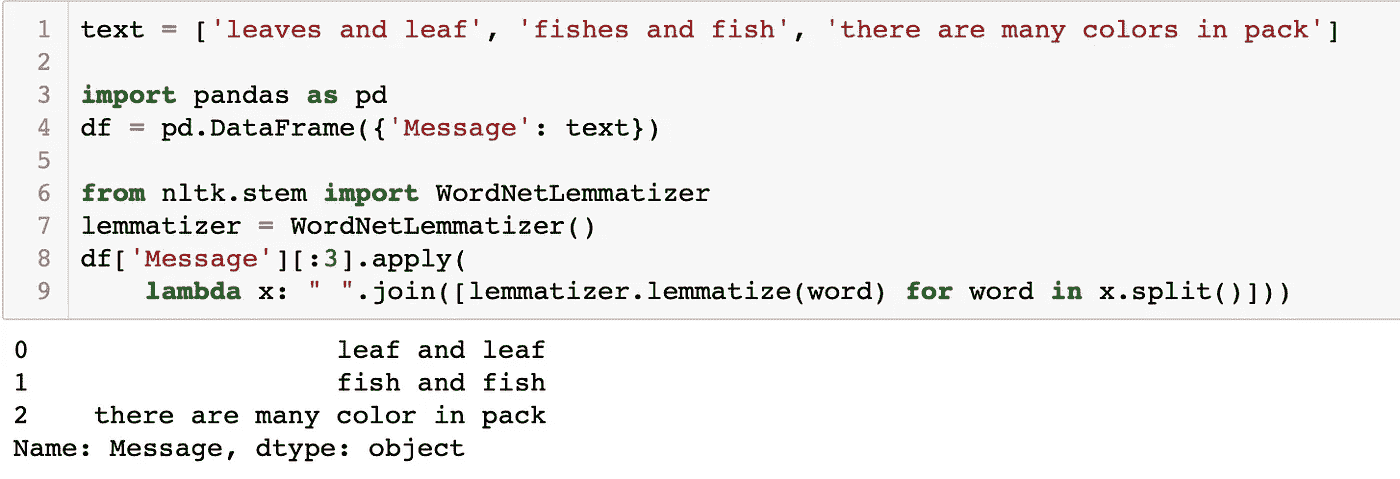 1 text = ['leaves and leaf', 'fishes and fish', 'there are many colors in pack']
2
3 import pandas as pd
4 df = pd.DataFrame({'Message': text})
5
6 from nltk.stem import WordNetLemmatizer
7 lemmatizer = WordNetLemmatizer()
8 df['Message'][:3].apply(
9     lambda x: " ".join([lemmatizer.lemmatize(word) for word in x.split()]))
0                   leaf and leaf
1                   fish and fish
2    there are many color in pack
Name: Message, dtype: object